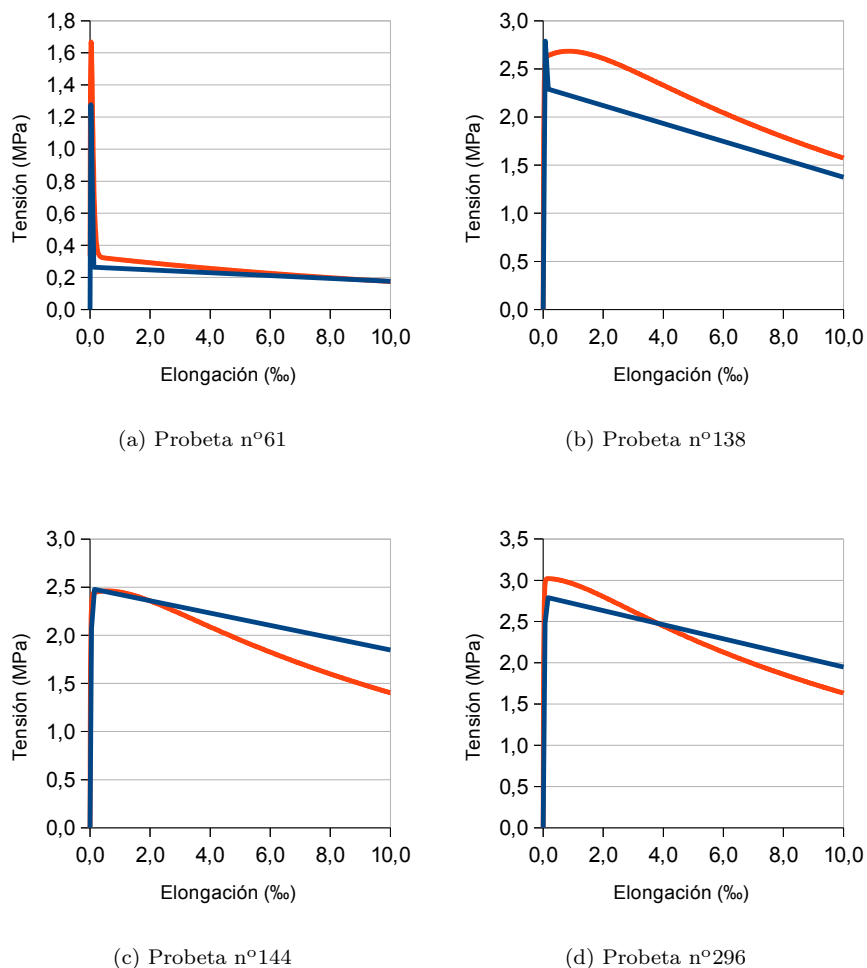 1,8
1,6
1,4
1,2
1,0
0,8
0,6
0,4
0,2
0,0
Tensión (MPa)
0,0 2,0 4,0 6,0 8,0 10,0
Elongación (‰)
(a) Probeta nº61
3,0
2,5
2,0
1,5
1,0
0,5
0,0
Tensión (MPa)
0,0 2,0 4,0 6,0 8,0 10,0
Elongación (‰)
(b) Probeta nº138
3,0
2,5
2,0
1,5
1,0
0,5
0,0
Tensión (MPa)
0,0 2,0 4,0 6,0 8,0 10,0
Elongación (‰)
(c) Probeta nº144
3,5
3,0
2,5
2,0
1,5
1,0
0,5
0,0
Tensión (MPa)
0,0 2,0 4,0 6,0 8,0 10,0
Elongación (‰)
(d) Probeta nº296